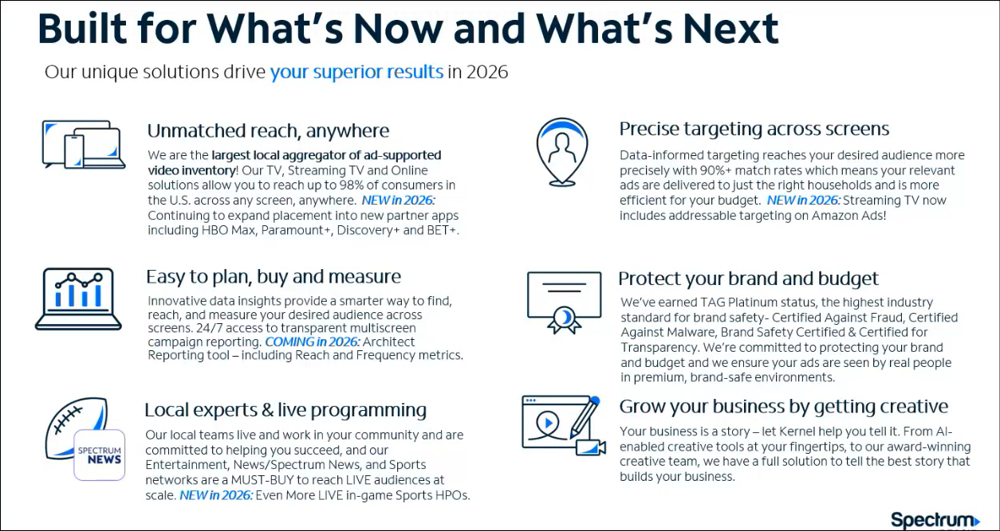 Built for What's Now and What's Next
Our unique solutions drive your superior results in 2026
Unmatched reach, anywhere
We are the largest local aggregator of ad-supported
video inventory! Our TV, Streaming TV and Online
solutions allow you to reach up to 98% of consumers in
the U.S. across any screen, anywhere. NEW in 2026:
Continuing to expand placement into new partner apps
including HBO Max, Paramount+, Discovery+ and BET+.
Precise targeting across screens
Data-informed targeting reaches your desired audience more
precisely with 90%+ match rates which means your relevant
ads are delivered to just the right households and is more
efficient for your budget. NEW in 2026: Streaming TV now
includes addressable targeting on Amazon Ads!
Easy to plan, buy and measure
Innovative data insights provide a smarter way to find,
reach, and measure your desired audience across
screens. 24/7 access to transparent multiscreen
campaign reporting. COMING in 2026: Architect
Reporting tool – including Reach and Frequency metrics.
Protect your brand and budget
We've earned TAG Platinum status, the highest industry
standard for brand safety- Certified Against Fraud, Certified
Against Malware, Brand Safety Certified & Certified for
Transparency. We're committed to protecting your brand
and budget and we ensure your ads are seen by real people
in premium, brand-safe environments.
SPECTRUM
NEWS
Local experts & live programming
Our local teams live and work in your community and are
committed to helping you succeed, and our
Entertainment, News/Spectrum News, and Sports
networks are a MUST-BUY to reach LIVE audiences at
scale. NEW in 2026: Even More LIVE in-game Sports HPOs.
Grow your business by getting creative
Your business is a story – let Kernel help you tell it. From AI-
enabled creative tools at your fingertips, to our award-winning
creative team, we have a full solution to tell the best story that
builds your business.
Spectrum